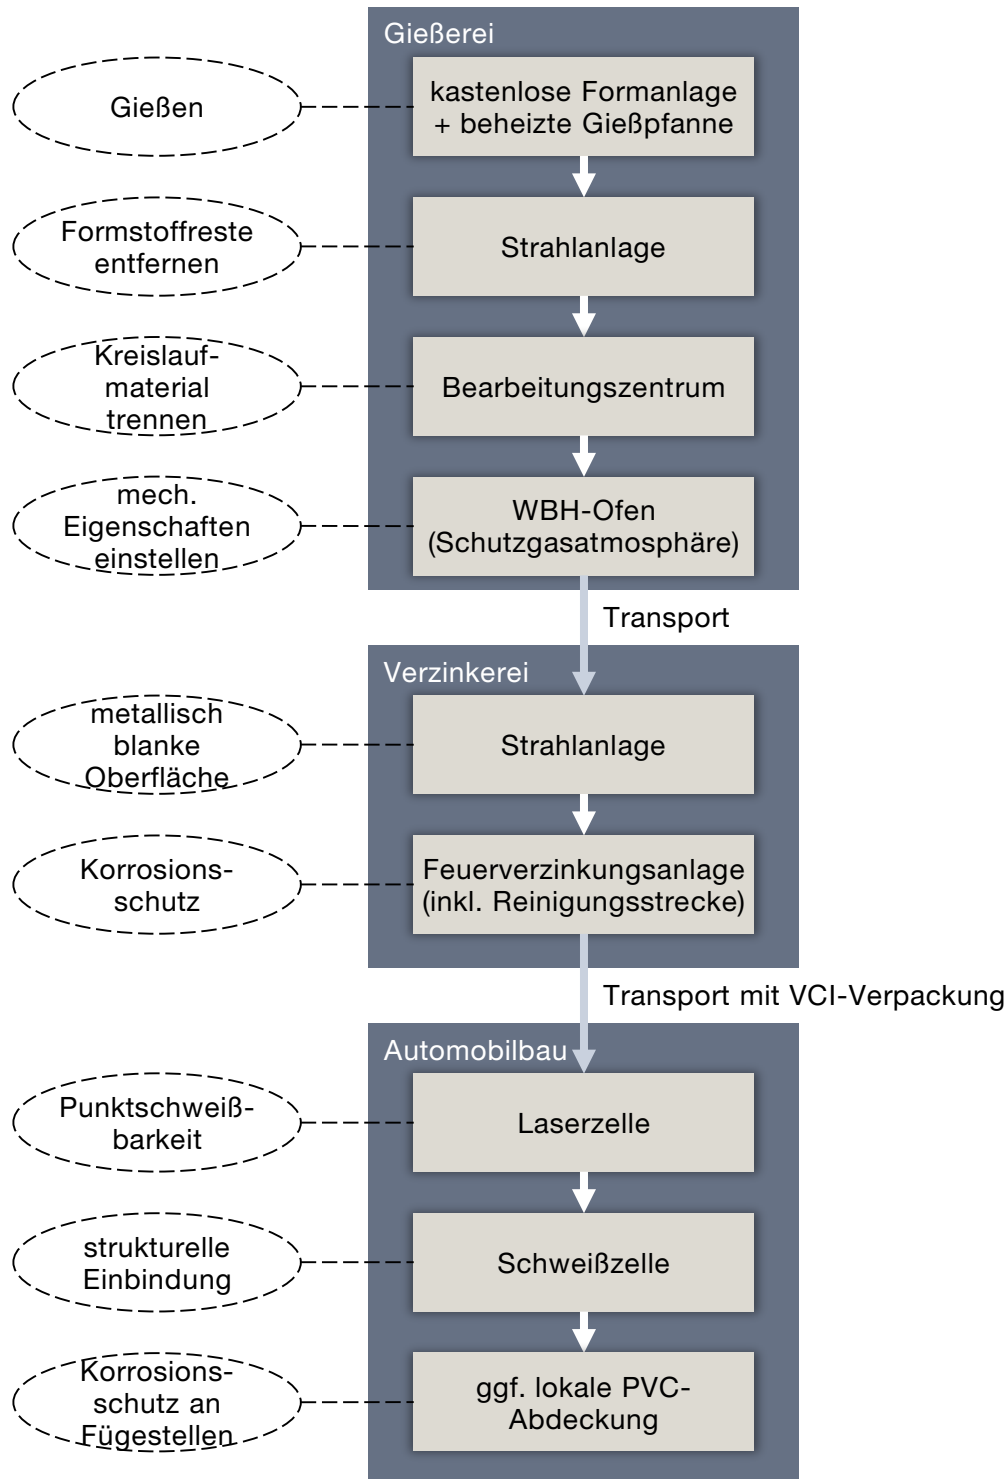 Gießerei
Gießen
kastenlose Formanlage
+ beheizte Gießpfanne
Formstoffreste
entfernen
Strahlanlage
Kreislauf-
material
trennen
Bearbeitungszentrum
mech.
Eigenschaften
einstellen
WBH-Ofen
(Schutzgasatmosphäre)
Transport
Verzinkerei
metallisch
blanke
Oberfläche
Strahlanlage
Korrosions-
schutz
Feuerverzinkungsanlage
(inkl. Reinigungsstrecke)
Transport mit VCI-Verpackung
Automobilbau
Punktschweiß-
barkeit
Laserzelle
strukturelle
Einbindung
Schweißzelle
Korrosions-
schutz an
Fügestellen
ggf. lokale PVC-
Abdeckung